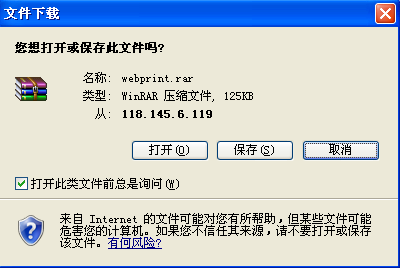 文件下载
您想打开或保存此文件吗?
名称: webprint.rar
类型: WinRAR 压缩文件, 125KB
从: 118.145.6.119
打开(O) 保存(S) 取消
打开此类文件前总是询问(W)
来自 Internet 的文件可能对您有所帮助，但某些文件可能
危害您的计算机。如果您不信任其来源，请不要打开或保存
该文件。有何风险?